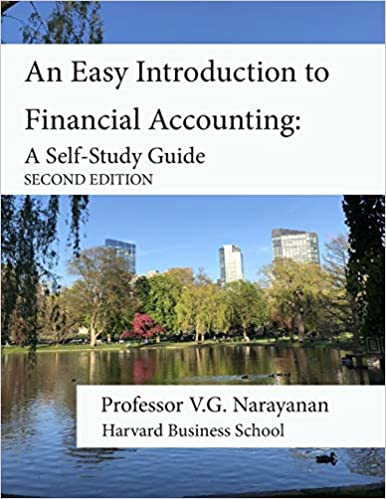 An Easy Introduction to
Financial Accounting:
A Self-Study Guide
SECOND EDITION
Professor V.G. Narayanan
Harvard Business School